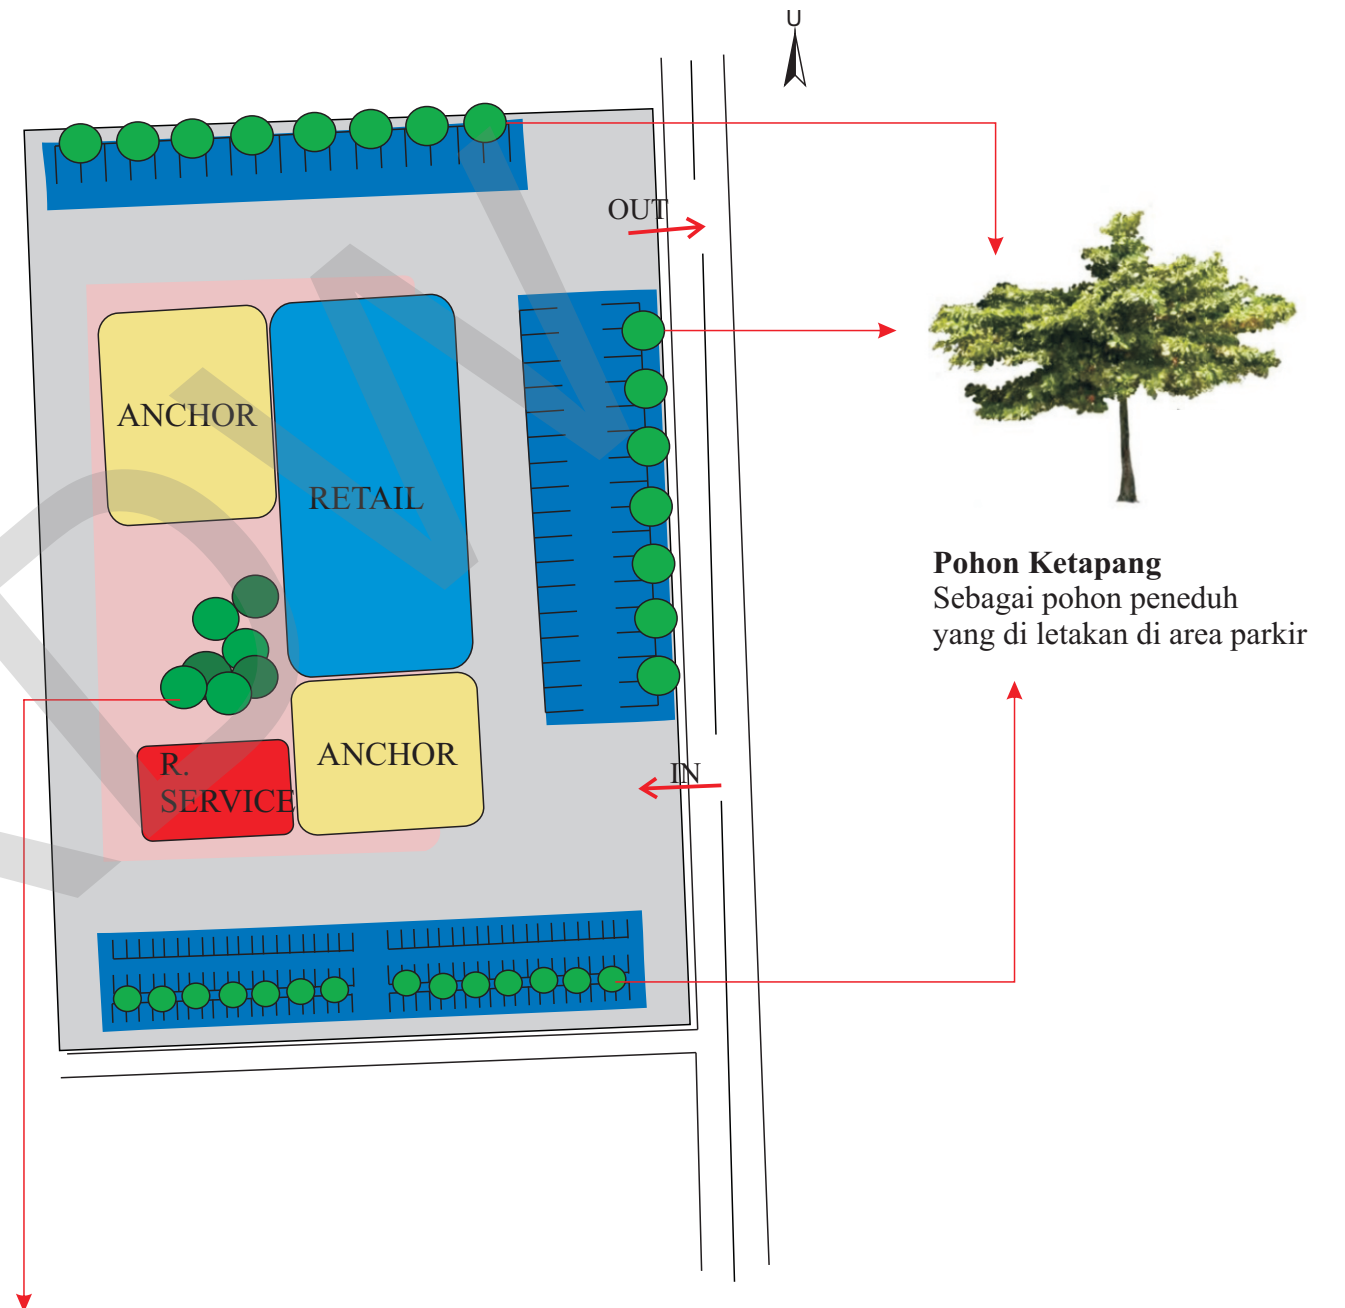 U
OUT
ANCHOR
RETAIL
Pohon Ketapang
Sebagai pohon peneduh
yang di letakan di area parkir
ANCHOR
R.
SERVICE
IN